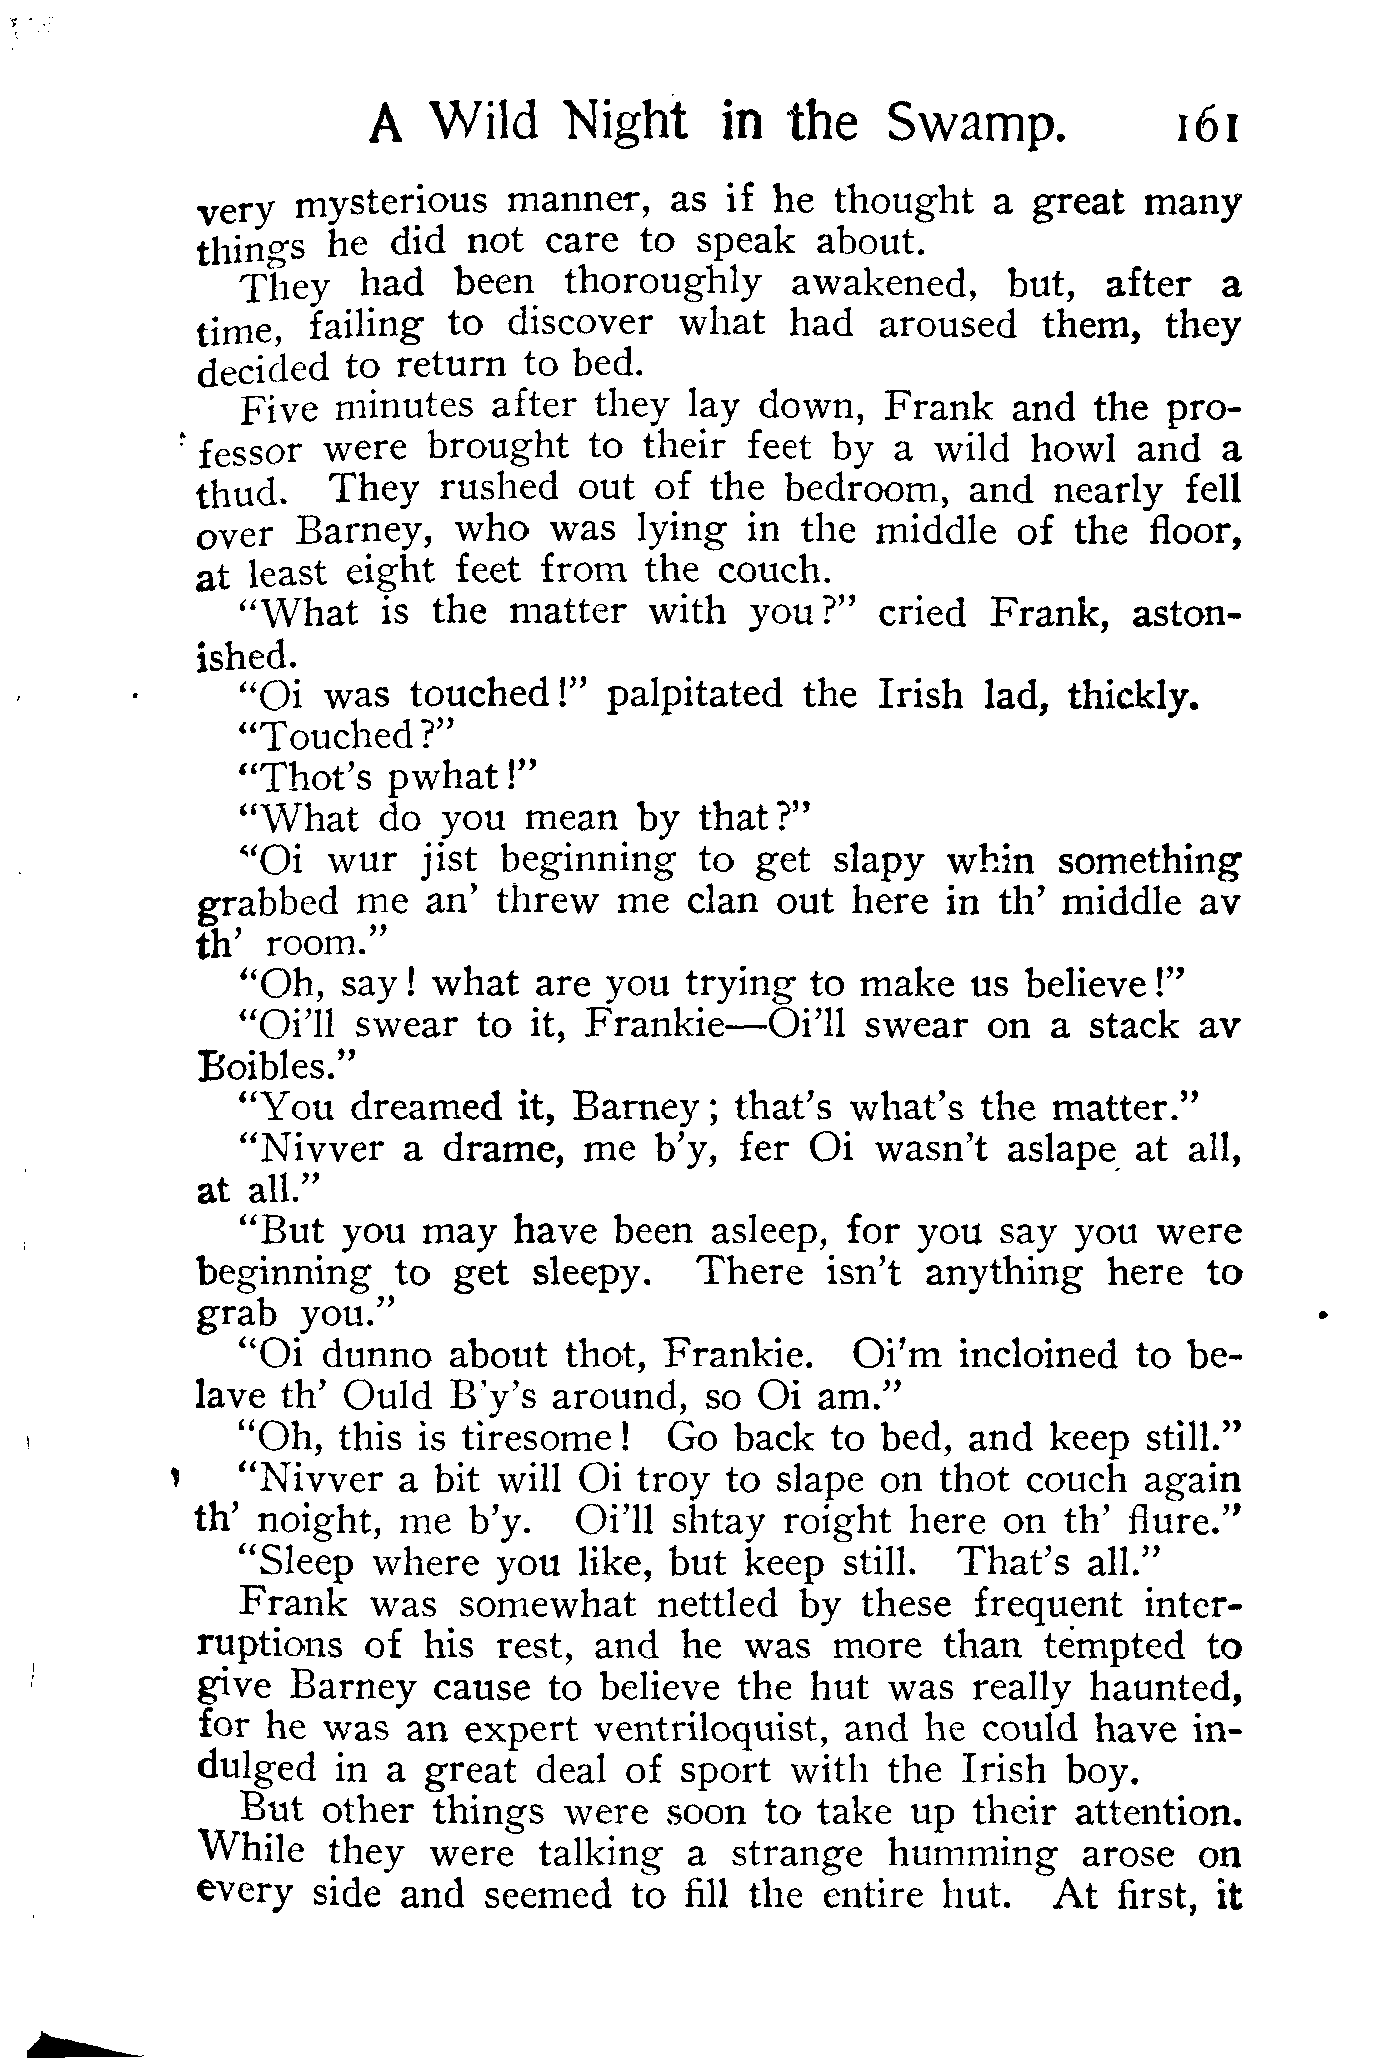 A Wild Night in the Swamp. 161
very mysterious manner, as if he thought a great many
things he did not care to speak about.
They had been thoroughly awakened, but, after a
time, failing to discover what had aroused them, they
decided to return to bed.
Five minutes after they lay down, Frank and the pro-
fessor were brought to their feet by a wild howl and a
thud. They rushed out of the bedroom, and nearly fell
over Barney, who was lying in the middle of the floor,
at least eight feet from the couch.
"What is the matter with you?" cried Frank, aston-
ished.
"Oi was touched!" palpitated the Irish lad, thickly.
"Touched?"
"Thot's pwhat!"
"What do you mean by that?"
"Oi wur jist beginning to get slapy whin something
grabbed me an' threw me clan out here in th' middle av
th' room."
"Oh, say! what are you trying to make us believe!"
"Oi'll swear to it, Frankie—Oi'll swear on a stack av
Boibles."
"You dreamed it, Barney; that's what's the matter."
"Nivver a drame, me b'y, fer Oi wasn't aslape at all,
at all."
"But you may have been asleep, for you say you were
beginning to get sleepy. There isn't anything here to
grab you."
"Oi dunno about thot, Frankie. Oi'm incloined to be-
lave th' Ould B'y's around, so Oi am."
"Oh, this is tiresome! Go back to bed, and keep still."
"Nivver a bit will Oi troy to slape on thot couch again
th' noight, me b'y. Oi'll shtay roight here on th' flure."
"Sleep where you like, but keep still. That's all."
Frank was somewhat nettled by these frequent inter-
ruptions of his rest, and he was more than tempted to
give Barney cause to believe the hut was really haunted,
for he was an expert ventriloquist, and he could have in-
dulged in a great deal of sport with the Irish boy.
But other things were soon to take up their attention.
While they were talking a strange humming arose on
every side and seemed to fill the entire hut. At first, it